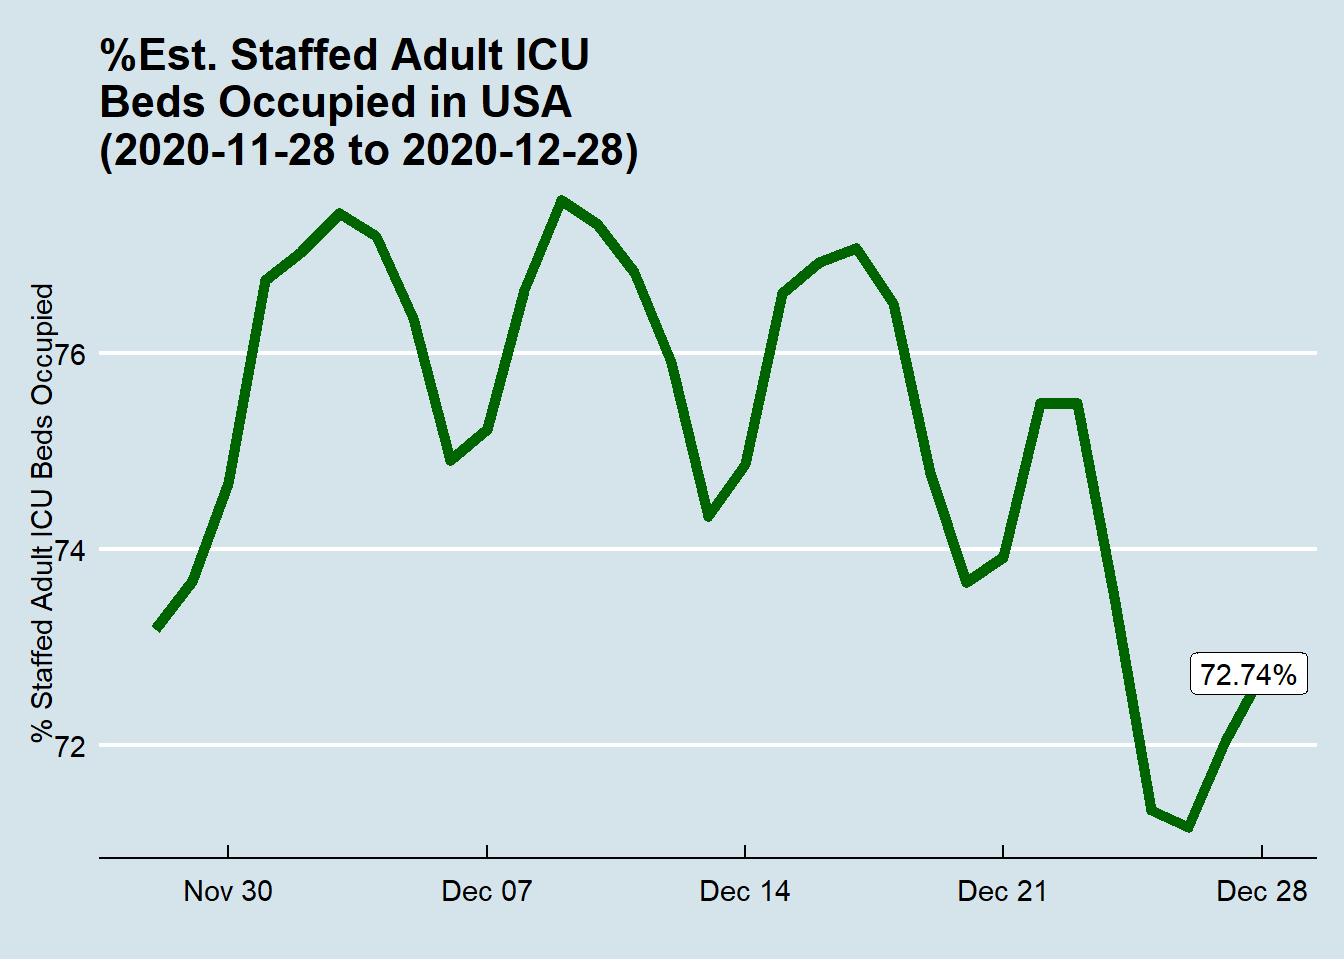 %Est. Staffed Adult ICU
Beds Occupied in USA
(2020-11-28 to 2020-12-28)
% Staffed Adult ICU Beds Occupied
76
74
72
72.74%
Nov 30
Dec 07
Dec 14
Dec 21
Dec 28